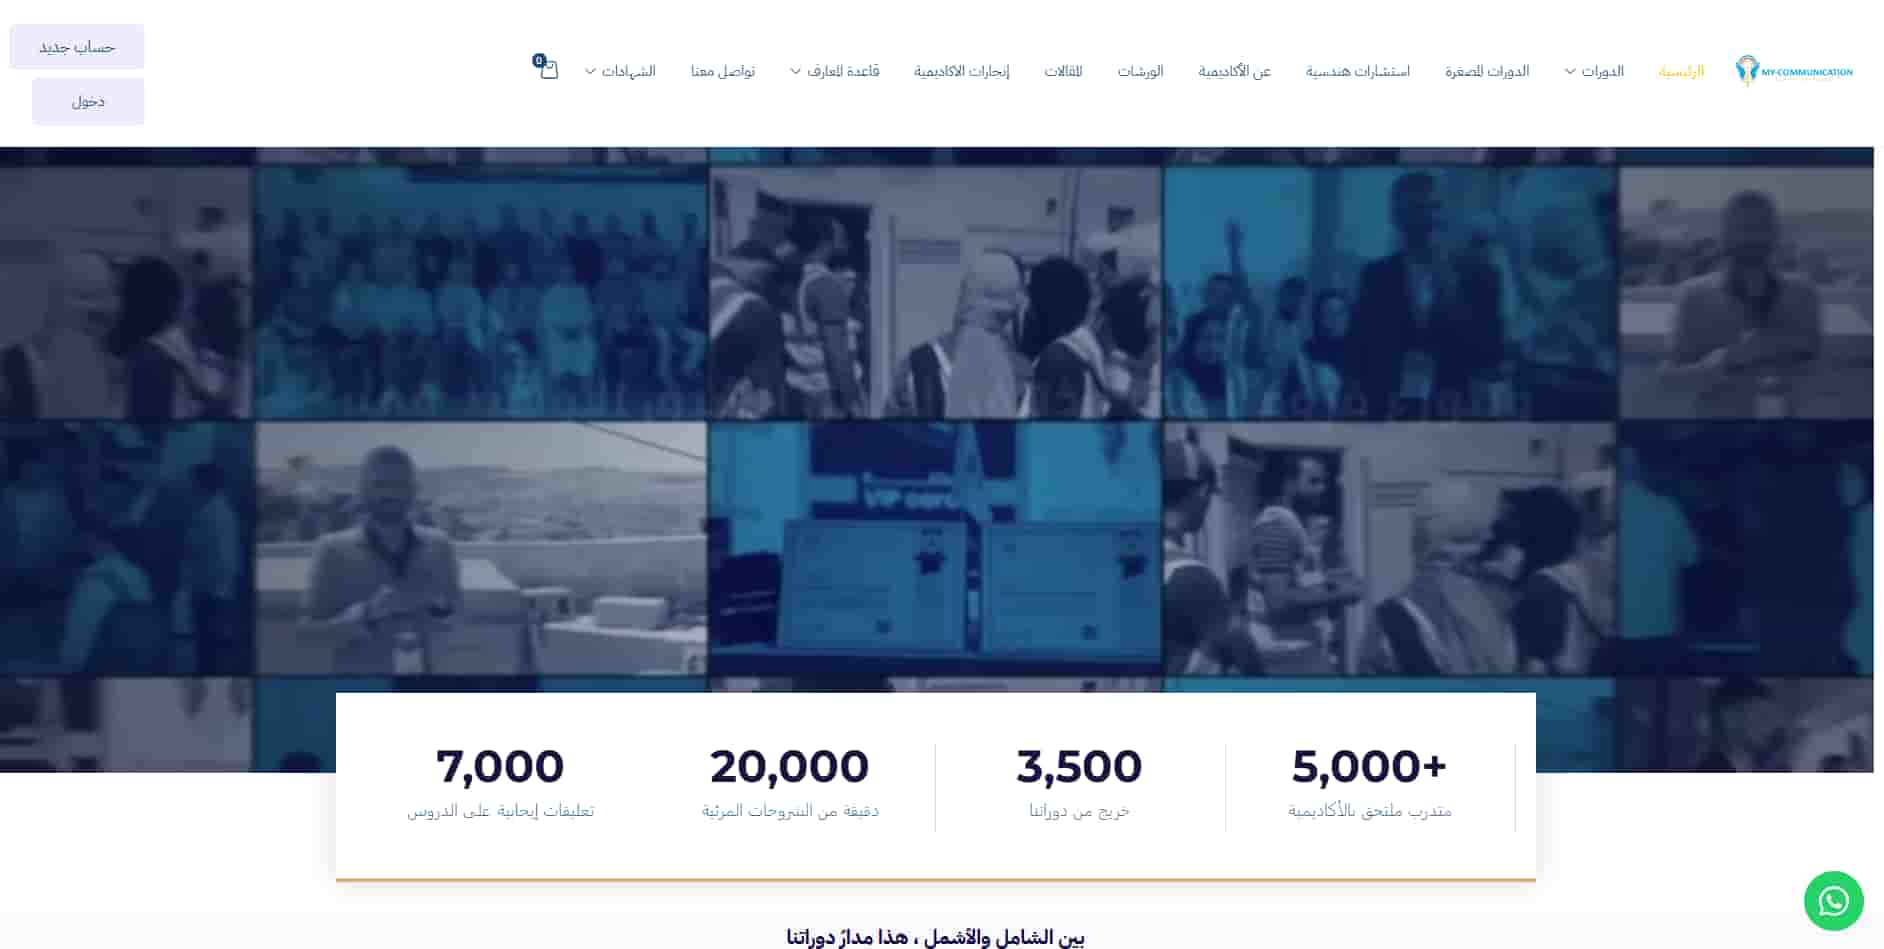 MY-COMMUNICATION
الرئيسية
الدورات
الدورات المصغرة
استشارات هندسية
عن الأكاديمية
الورشات
المقالات
إنجازات الاكاديمية
قاعدة المعارف
تواصل معنا
الشهادات
0
حساب جديد
دخول
VIP card
5,000+
متدرب ملتحق بالأكاديمية
3,500
خريج من دوراتنا
20,000
دقيقة من الشروحات المرئية
7,000
تعليقات إيجابية على الدروس
بين الشامل والأشمل ، هذا مدارُ دوراتنا